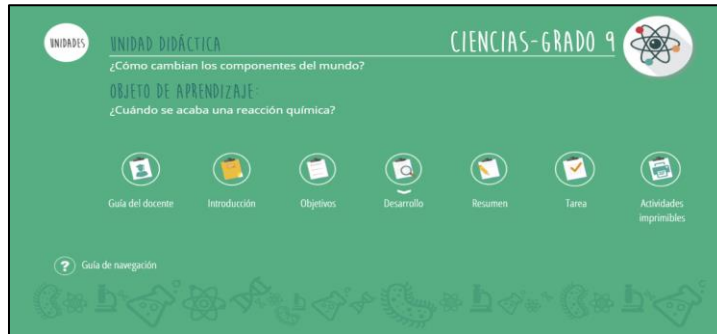 UNIDADES
UNIDAD DIDÁCTICA
CIENCIAS-GRADO 9
¿Cómo cambian los componentes del mundo?
OBJETO DE APRENDIZAJE:
¿Cuándo se acaba una reacción química?
Guía del docente
Introducción
Objetivos
Desarrollo
Resumen
Tarea
Actividades
imprimibles
? Guía de navegación